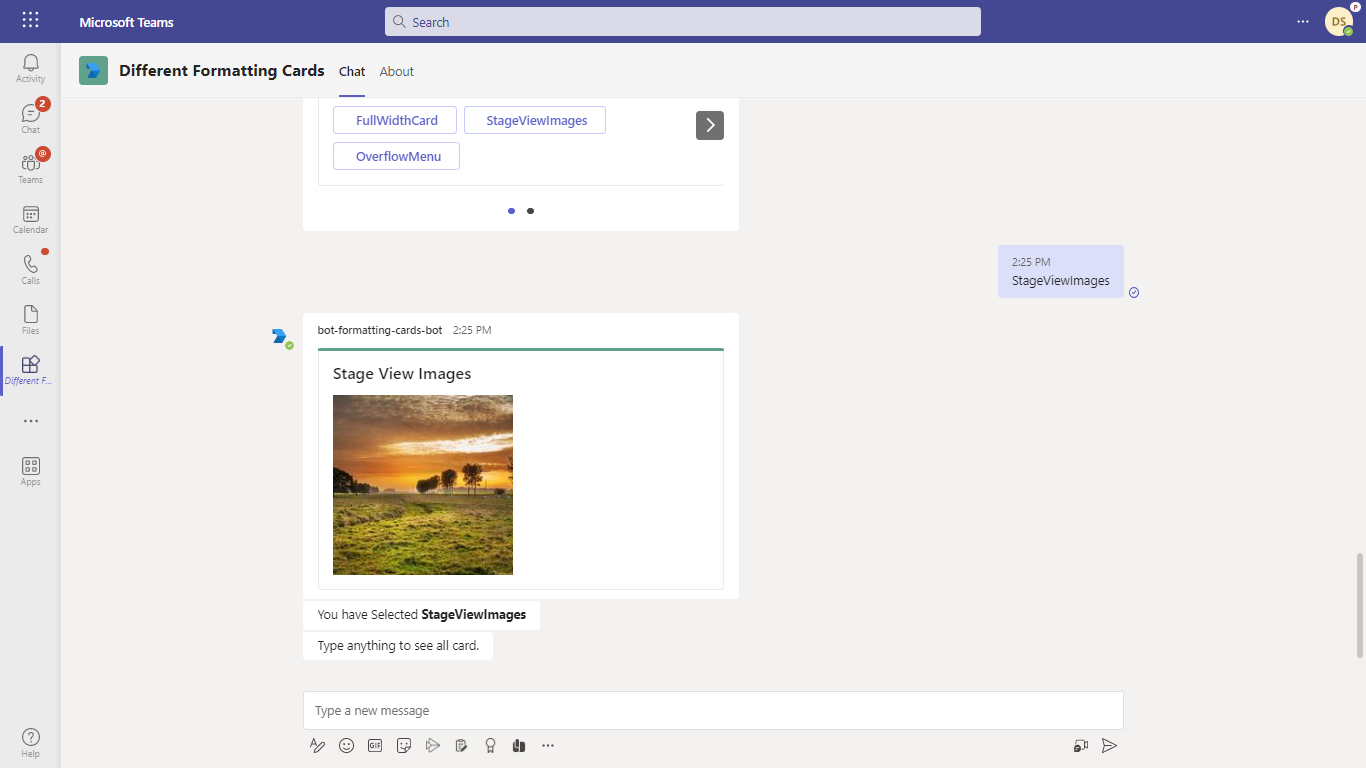 Microsoft Teams
Search
P
DS
Activity
2
Chat
@
Teams
Calendar
Calls
Files
Different F...
Apps
Help
Different Formatting Cards
Chat
About
FullWidthCard
StageViewImages
OverflowMenu
2:25 PM
StageViewImages
bot-formatting-cards-bot 2:25 PM
Stage View Images
You have Selected StageViewImages
Type anything to see all card.
Type a new message
GIF